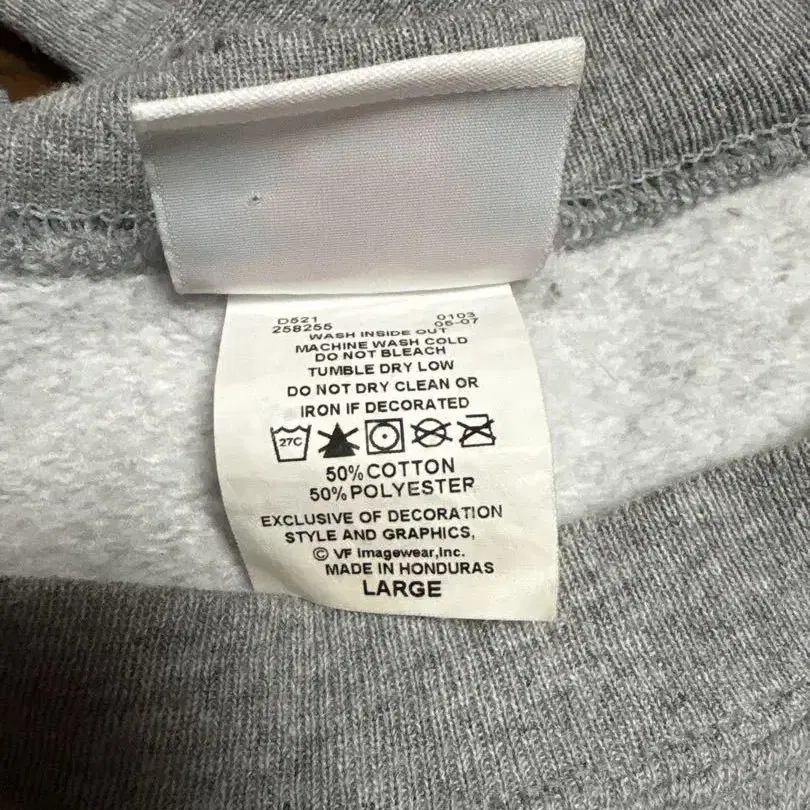 D521 0103
258255 05-07
WASH INSIDE OUT
MACHINE WASH COLD
DO NOT BLEACH
TUMBLE DRY LOW
DO NOT DRY CLEAN OR
IRON IF DECORATED
27C
50% COTTON
50% POLYESTER
EXCLUSIVE OF DECORATION
STYLE AND GRAPHICS,
© VF Imagewear,Inc.
MADE IN HONDURAS
LARGE